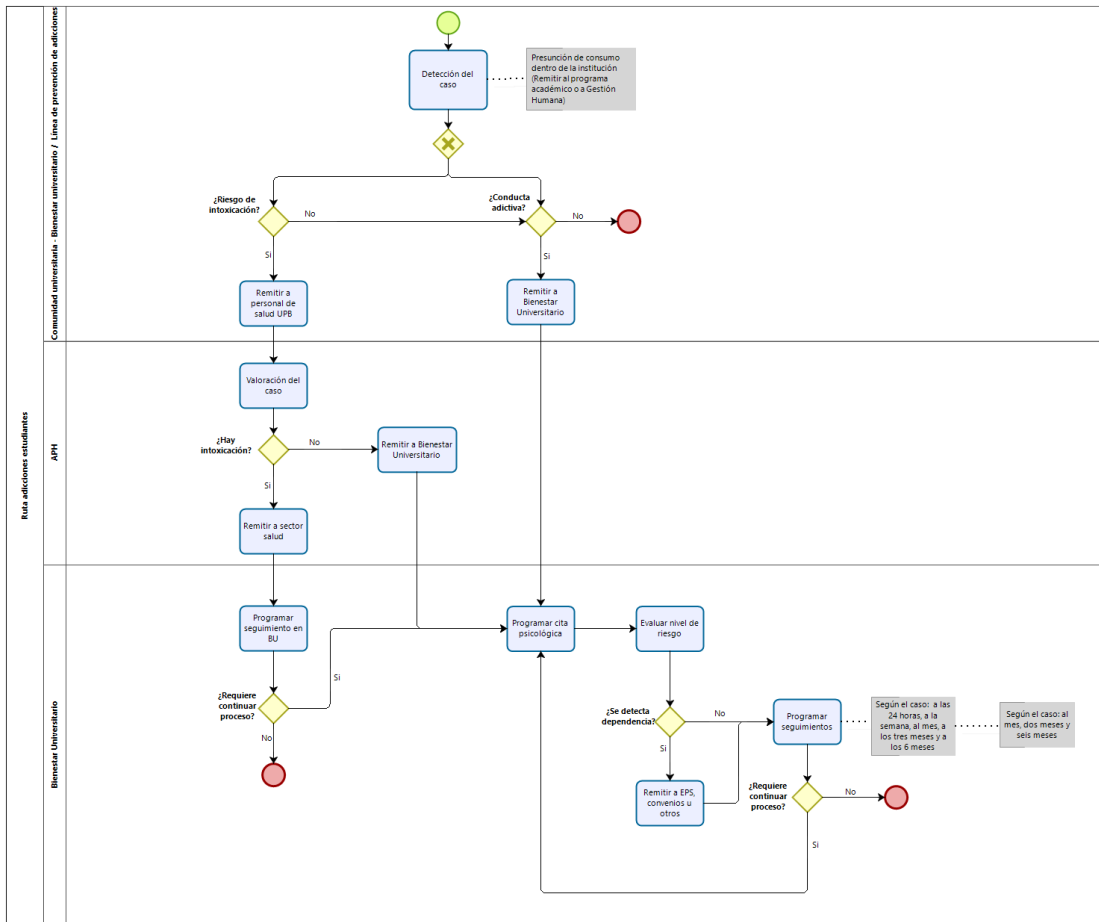 Ruta adicciones estudiantes
Comunidad universitaria - Bienestar universitario / Línea de prevención de adicciones
Detección del
caso
Presunción de consumo
dentro de la institución
(Remitir al programa
académico o a Gestión
Humana)
¿Riesgo de
intoxicación?
No
¿Conducta
adictiva?
No
Si
Si
Remitir a
personal de
salud UPB
Remitir a
Bienestar
Universitario
APH
Valoración del
caso
¿Hay
intoxicación?
No
Remitir a Bienestar
Universitario
Si
Remitir a sector
salud
Bienestar Universitario
Programar
seguimiento en
BU
Programar cita
psicológica
Evaluar nivel de
riesgo
Si
¿Requiere
continuar
proceso?
No
¿Se detecta
dependencia?
No
Si
Programar
seguimientos
Según el caso: a las
24 horas, a la
semana, al mes, a
los tres meses y a
los 6 meses
Según el caso: al
mes, dos meses y
seis meses
Remitir a EPS,
convenios u
otros
¿Requiere
continuar
proceso?
No
Si